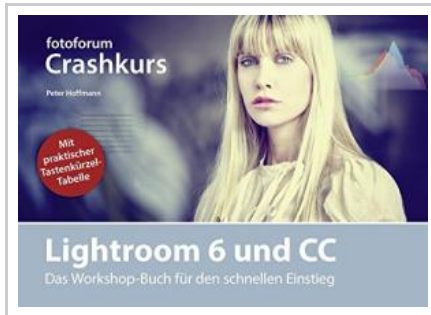 fotoforum
Crashkurs
Peter Hoffmann
Mit
praktischer
Tastenkürzel-
Tabelle
Lightroom 6 und CC
Das Workshop-Buch für den schnellen Einstieg